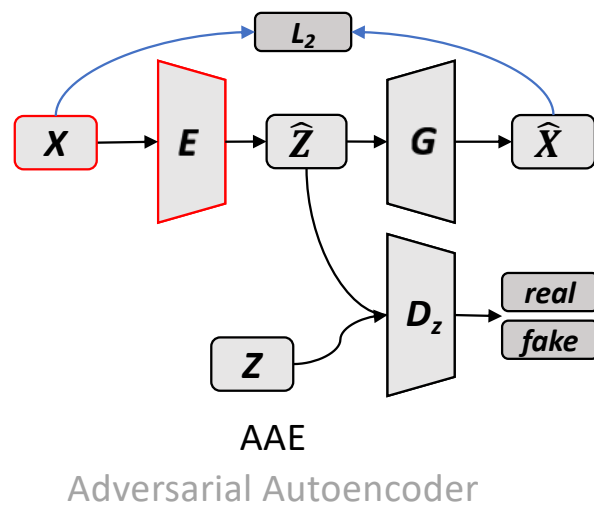 L₂
X E Ẑ G X̂
D_z real
fake
Z
AAE
Adversarial Autoencoder